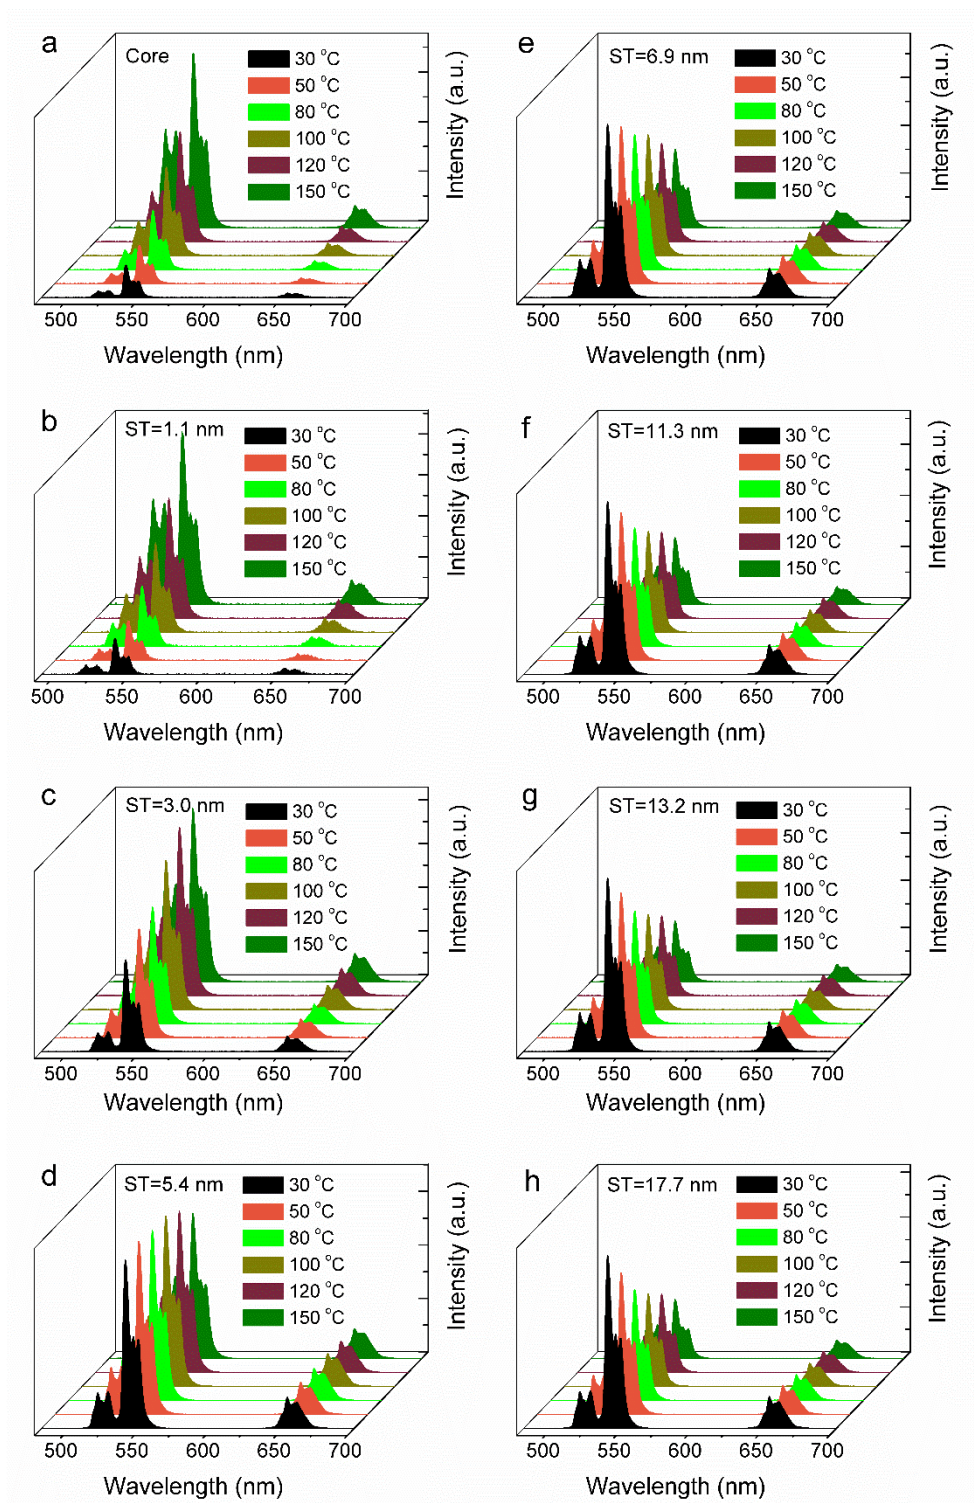 a
Core
30 °C
50 °C
80 °C
100 °C
120 °C
150 °C
Intensity (a.u.)
500 550 600 650 700
Wavelength (nm)
e
ST=6.9 nm
30 °C
50 °C
80 °C
100 °C
120 °C
150 °C
Intensity (a.u.)
500 550 600 650 700
Wavelength (nm)
b
ST=1.1 nm
30 °C
50 °C
80 °C
100 °C
120 °C
150 °C
Intensity (a.u.)
500 550 600 650 700
Wavelength (nm)
f
ST=11.3 nm
30 °C
50 °C
80 °C
100 °C
120 °C
150 °C
Intensity (a.u.)
500 550 600 650 700
Wavelength (nm)
c
ST=3.0 nm
30 °C
50 °C
80 °C
100 °C
120 °C
150 °C
Intensity (a.u.)
500 550 600 650 700
Wavelength (nm)
g
ST=13.2 nm
30 °C
50 °C
80 °C
100 °C
120 °C
150 °C
Intensity (a.u.)
500 550 600 650 700
Wavelength (nm)
d
ST=5.4 nm
30 °C
50 °C
80 °C
100 °C
120 °C
150 °C
Intensity (a.u.)
500 550 600 650 700
Wavelength (nm)
h
ST=17.7 nm
30 °C
50 °C
80 °C
100 °C
120 °C
150 °C
Intensity (a.u.)
500 550 600 650 700
Wavelength (nm)